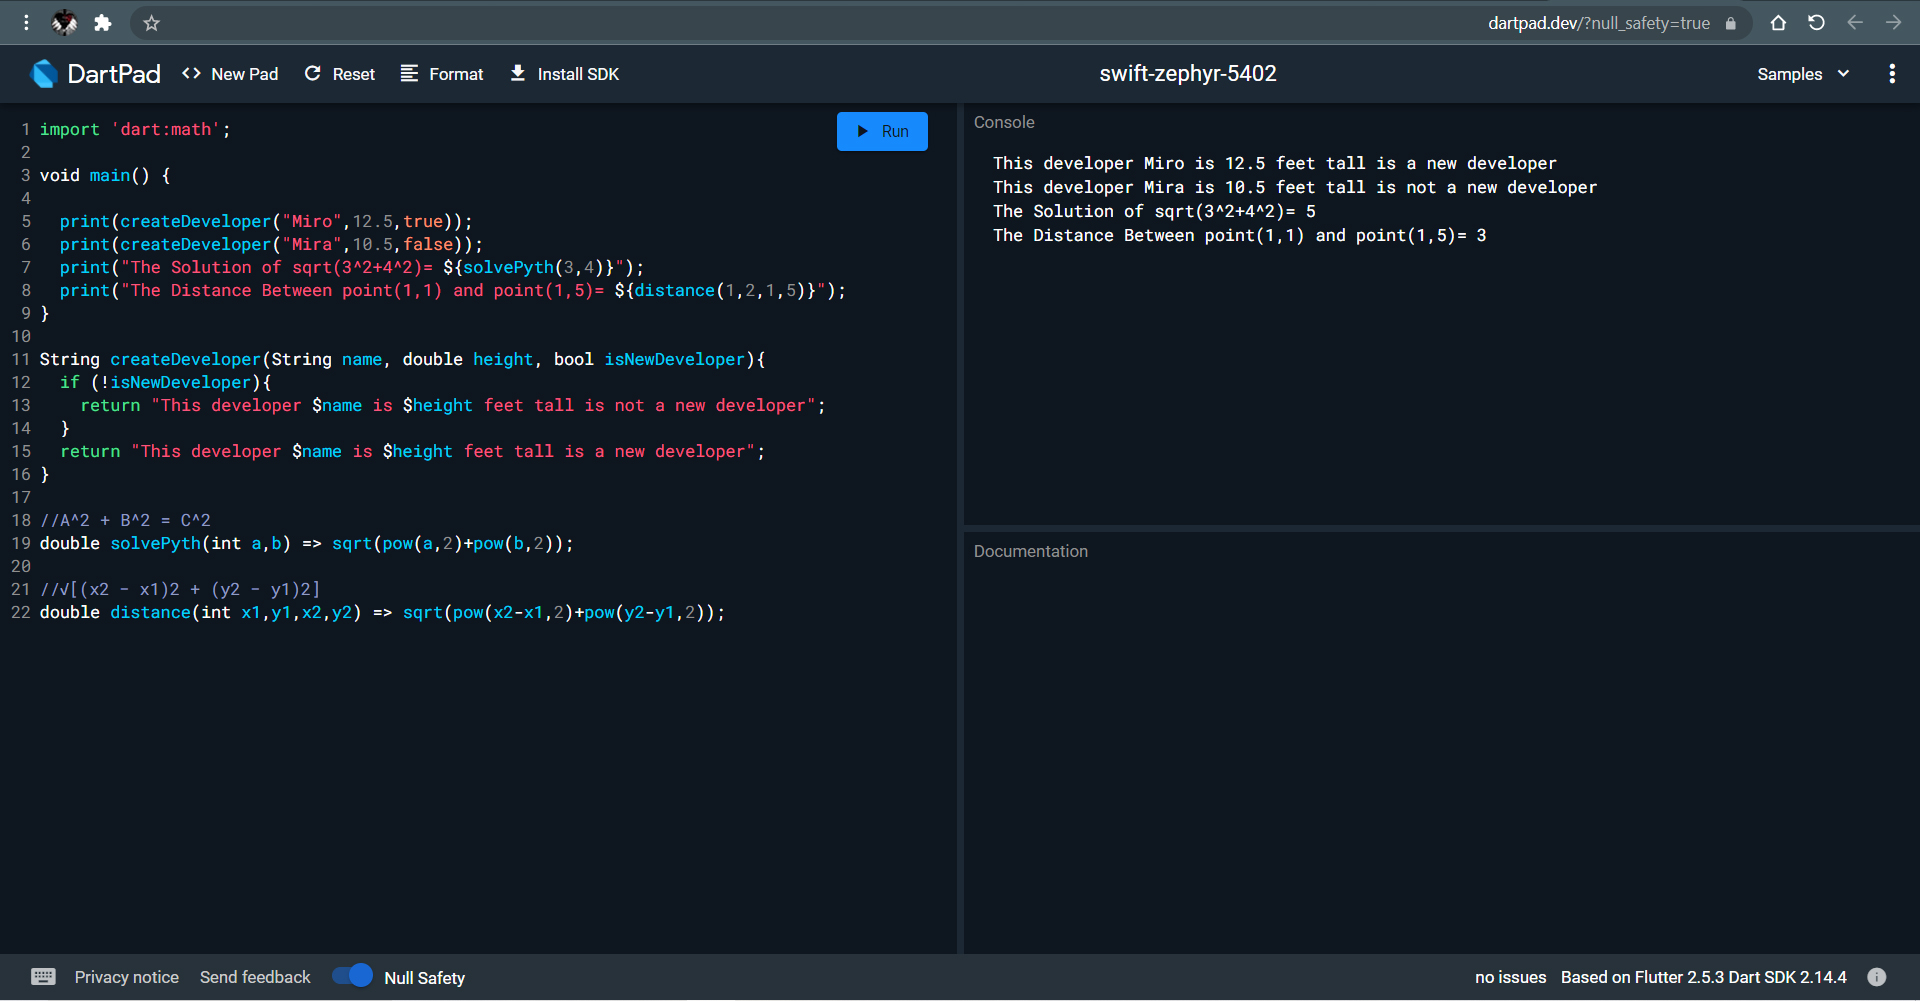 dartpad.dev/?null_safety=true
DartPad
New Pad
Reset
Format
Install SDK
swift-zephyr-5402
Samples
1 import 'dart:math';
2
3 void main() {
4
5   print(createDeveloper("Miro",12.5,true));
6   print(createDeveloper("Mira",10.5,false));
7   print("The Solution of sqrt(3^2+4^2)= ${solvePyth(3,4)}");
8   print("The Distance Between point(1,1) and point(1,5)= ${distance(1,2,1,5)}");
9 }
10
11 String createDeveloper(String name, double height, bool isNewDeveloper){
12   if (!isNewDeveloper){
13     return "This developer $name is $height feet tall is not a new developer";
14   }
15   return "This developer $name is $height feet tall is a new developer";
16 }
17
18 //A^2 + B^2 = C^2
19 double solvePyth(int a,b) => sqrt(pow(a,2)+pow(b,2));
20
21 //√[(x2 - x1)2 + (y2 - y1)2]
22 double distance(int x1,y1,x2,y2) => sqrt(pow(x2-x1,2)+pow(y2-y1,2));
Run
Console
This developer Miro is 12.5 feet tall is a new developer
This developer Mira is 10.5 feet tall is not a new developer
The Solution of sqrt(3^2+4^2)= 5
The Distance Between point(1,1) and point(1,5)= 3
Documentation
Privacy notice
Send feedback
Null Safety
no issues
Based on Flutter 2.5.3 Dart SDK 2.14.4